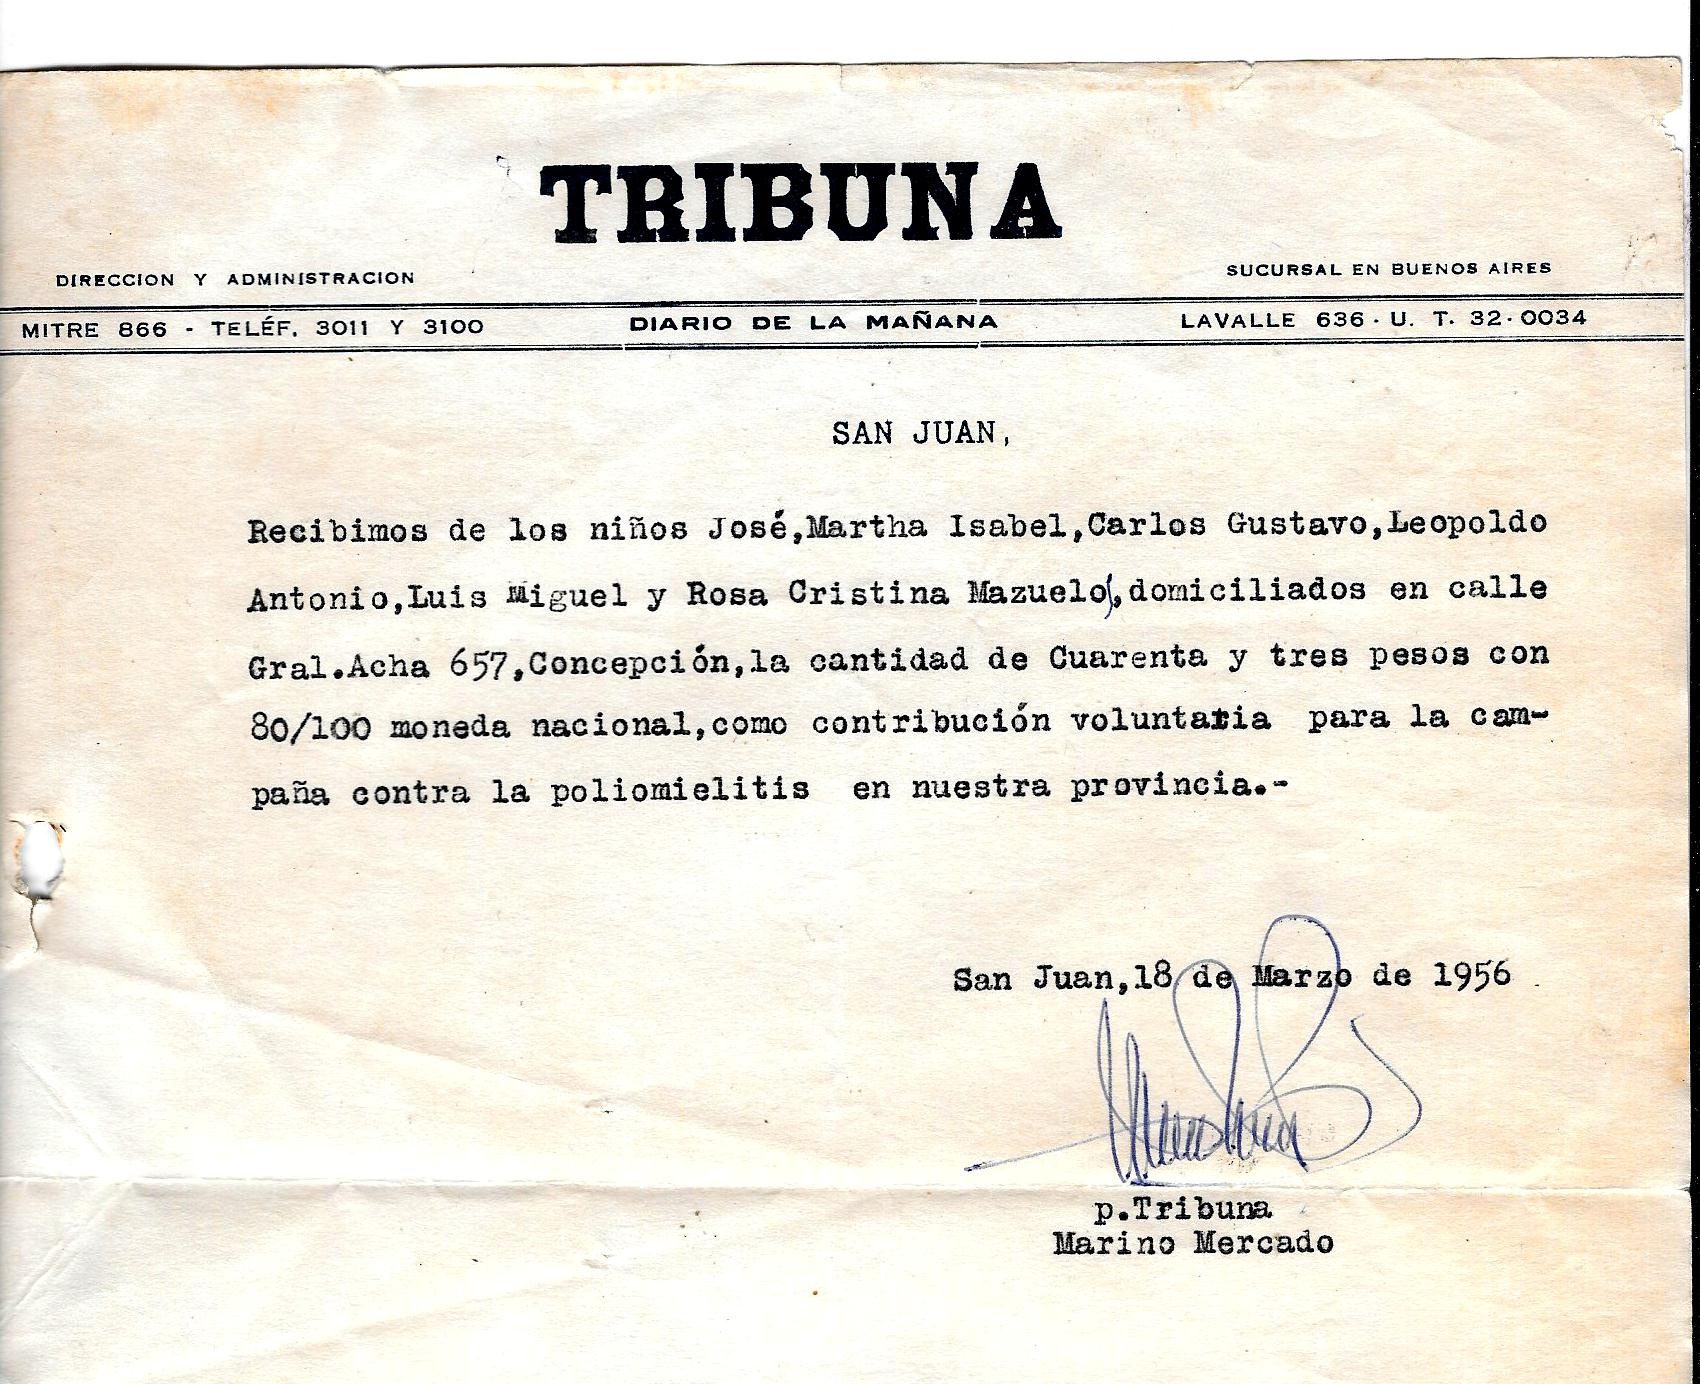 TRIBUNA
DIRECCION Y ADMINISTRACION
SUCURSAL EN BUENOS AIRES
MITRE 866 - TELÉF. 3011 Y 3100
DIARIO DE LA MAÑANA
LAVALLE 636 · U. T. 32 · 0034
SAN JUAN,
Recibimos de los niños José,Martha Isabel,Carlos Gustavo,Leopoldo
Antonio,Luis Miguel y Rosa Cristina Mazuelo,domiciliados en calle
Gral.Acha 657,Concepción,la cantidad de Cuarenta y tres pesos con
80/100 moneda nacional,como contribución voluntaria para la cam-
paña contra la poliomielitis en nuestra provincia.-
San Juan,18 de Marzo de 1956
p.Tribuna
Marino Mercado